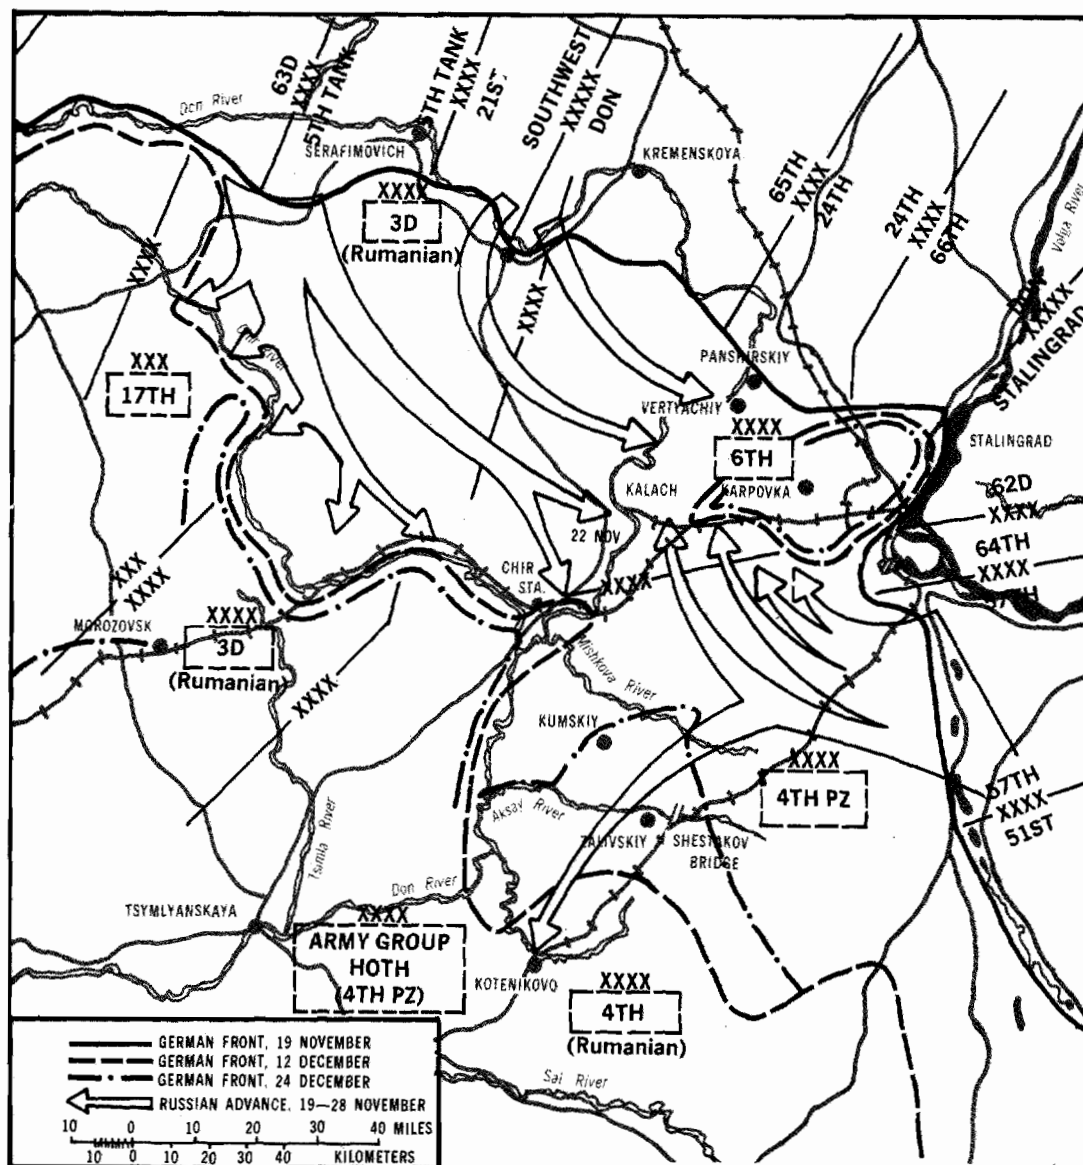 63D
XXXX
5TH TANK
5TH TANK
XXXX
21ST
SOUTHWEST
XXXXX
DON
Don River
SERAFIMOVICH
KREMENSKOYA
65TH
XXXX
24TH
24TH
XXXX
66TH
Volga River
XXXX
3D
(Rumanian)
XXXX
XXXX
DON
XXXXX
STALINGRAD
PANSHIRSKIY
River
XXX
17TH
VERTYACHIY
XXXX
6TH
STALINGRAD
KALACH
KARPOVKA
62D
XXXX
64TH
XXXX
57TH
22 NOV
CHIR
STA.
XXXX
XXX
XXXX
MOROZOVSK
XXXX
3D
(Rumanian)
Mishkova River
XXXX
KUMSKIY
XXXX
4TH PZ
57TH
XXXX
51ST
Aksay River
ZALIVSKIY
SHESTAKOV
BRIDGE
Tsimla River
Don River
TSYMLYANSKAYA
XXXX
ARMY GROUP
HOTH
(4TH PZ)
KOTENIKOVO
XXXX
4TH
(Rumanian)
Sal River
GERMAN FRONT, 19 NOVEMBER
GERMAN FRONT, 12 DECEMBER
GERMAN FRONT, 24 DECEMBER
RUSSIAN ADVANCE, 19—28 NOVEMBER
10 0 10 20 30 40 MILES
10 0 10 20 30 40 KILOMETERS